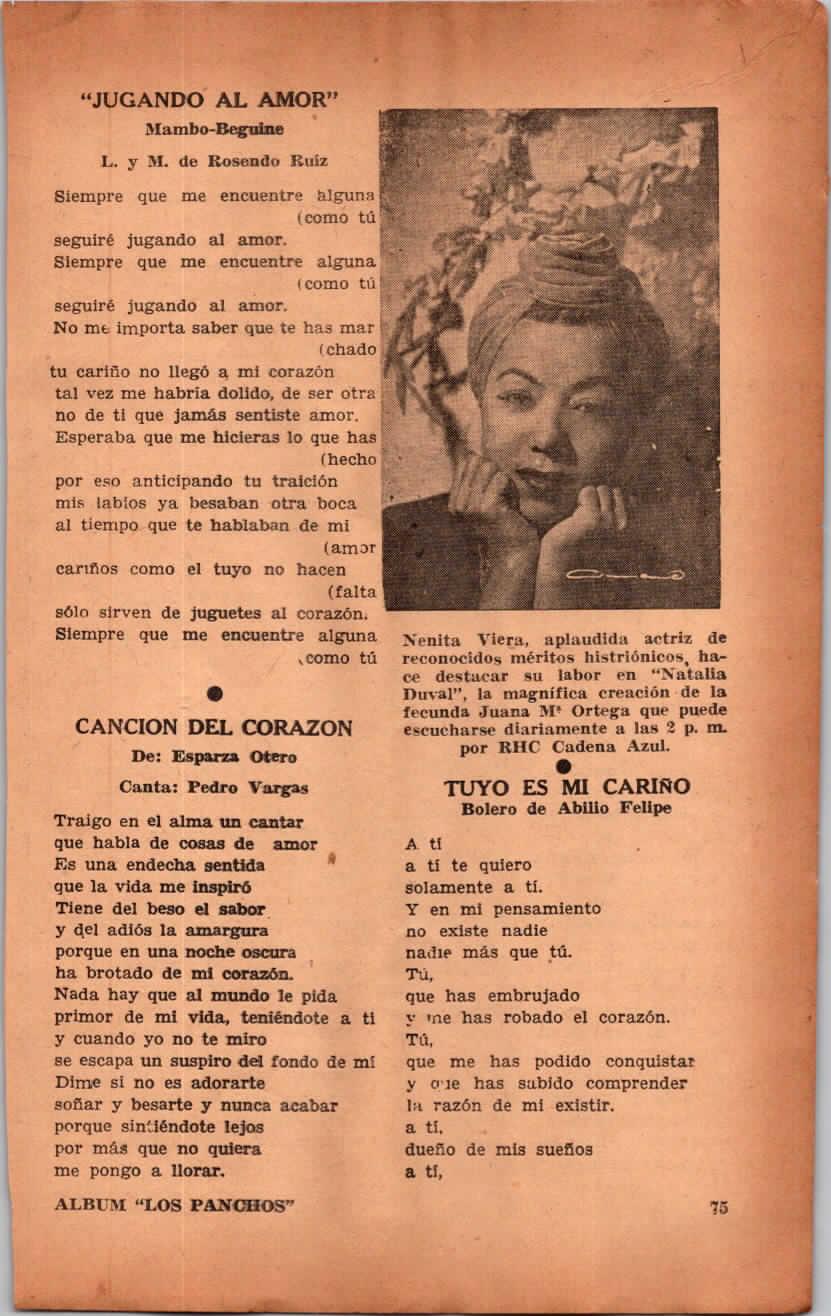 "JUGANDO AL AMOR"
Mambo-Beguine
L. y M. de Rosendo Ruíz
Siempre que me encuentre alguna
(como tú
seguiré jugando al amor.
Siempre que me encuentre alguna
(como tú
seguiré jugando al amor.
No me importa saber que te has mar
(chado
tu cariño no llegó a mi corazón
tal vez me habría dolido, de ser otra
no de ti que jamás sentiste amor.
Esperaba que me hicieras lo que has
(hecho
por eso anticipando tu traición
mis labios ya besaban otra boca
al tiempo que te hablaban de mi
(amor
cariños como el tuyo no hacen
(falta
sólo sirven de juguetes al corazón.
Siempre que me encuentre alguna
(como tú
CANCION DEL CORAZON
De: Esparza Otero
Canta: Pedro Vargas
Traigo en el alma un cantar
que habla de cosas de amor
Es una endecha sentida
que la vida me inspiró
Tiene del beso el sabor
y del adiós la amargura
porque en una noche oscura
ha brotado de mi corazón.
Nada hay que al mundo le pida
primor de mi vida, teniéndote a ti
y cuando yo no te miro
se escapa un suspiro del fondo de mí
Dime si no es adorarte
soñar y besarte y nunca acabar
porque sintiéndote lejos
por más que no quiera
me pongo a llorar.
Nenita Viera, aplaudida actriz de
reconocidos méritos histriónicos, ha-
ce destacar su labor en "Natalia
Duval", la magnífica creación de la
fecunda Juana Mª Ortega que puede
escucharse diariamente a las 2 p. m.
por RHC Cadena Azul.
TUYO ES MI CARIÑO
Bolero de Abilio Felipe
A tí
a tí te quiero
solamente a tí.
Y en mi pensamiento
no existe nadie
nadie más que tú.
Tú,
que has embrujado
y me has robado el corazón.
Tú,
que me has podido conquistar
y que has sabido comprender
la razón de mi existir.
a tí,
dueño de mis sueños
a tí,
ALBUM "LOS PANCHOS"
75